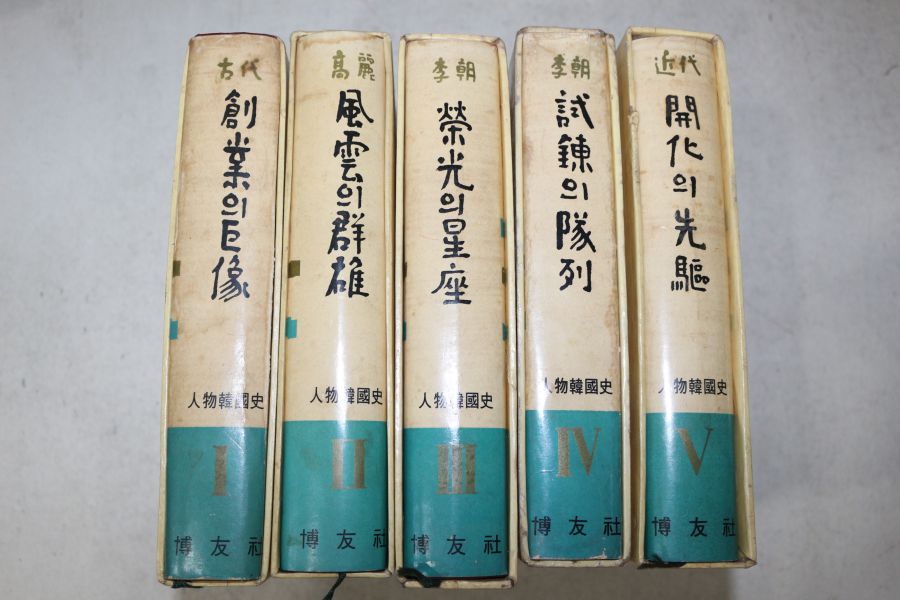 古代
創業의巨像
人物韓國史
I
博友社
高麗
風雲의群雄
人物韓國史
II
博友社
李朝
榮光의星座
人物韓國史
III
博友社
李朝
試鍊의隊列
人物韓國史
IV
博友社
近代
開化의先驅
人物韓國史
V
博友社